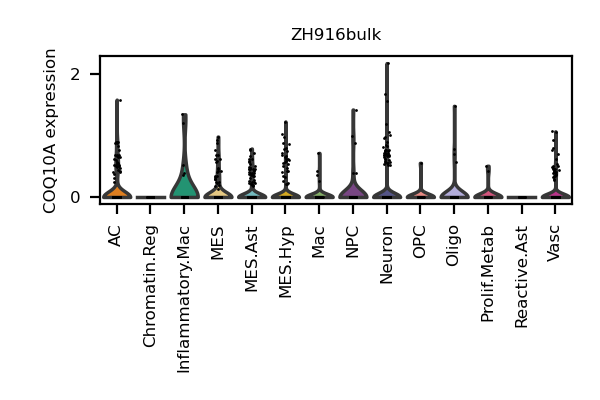 ZH916bulk
COQ10A expression
2
0
AC
Chromatin.Reg
Inflammatory.Mac
MES
MES.Ast
MES.Hyp
Mac
NPC
Neuron
OPC
Oligo
Prolif.Metab
Reactive.Ast
Vasc